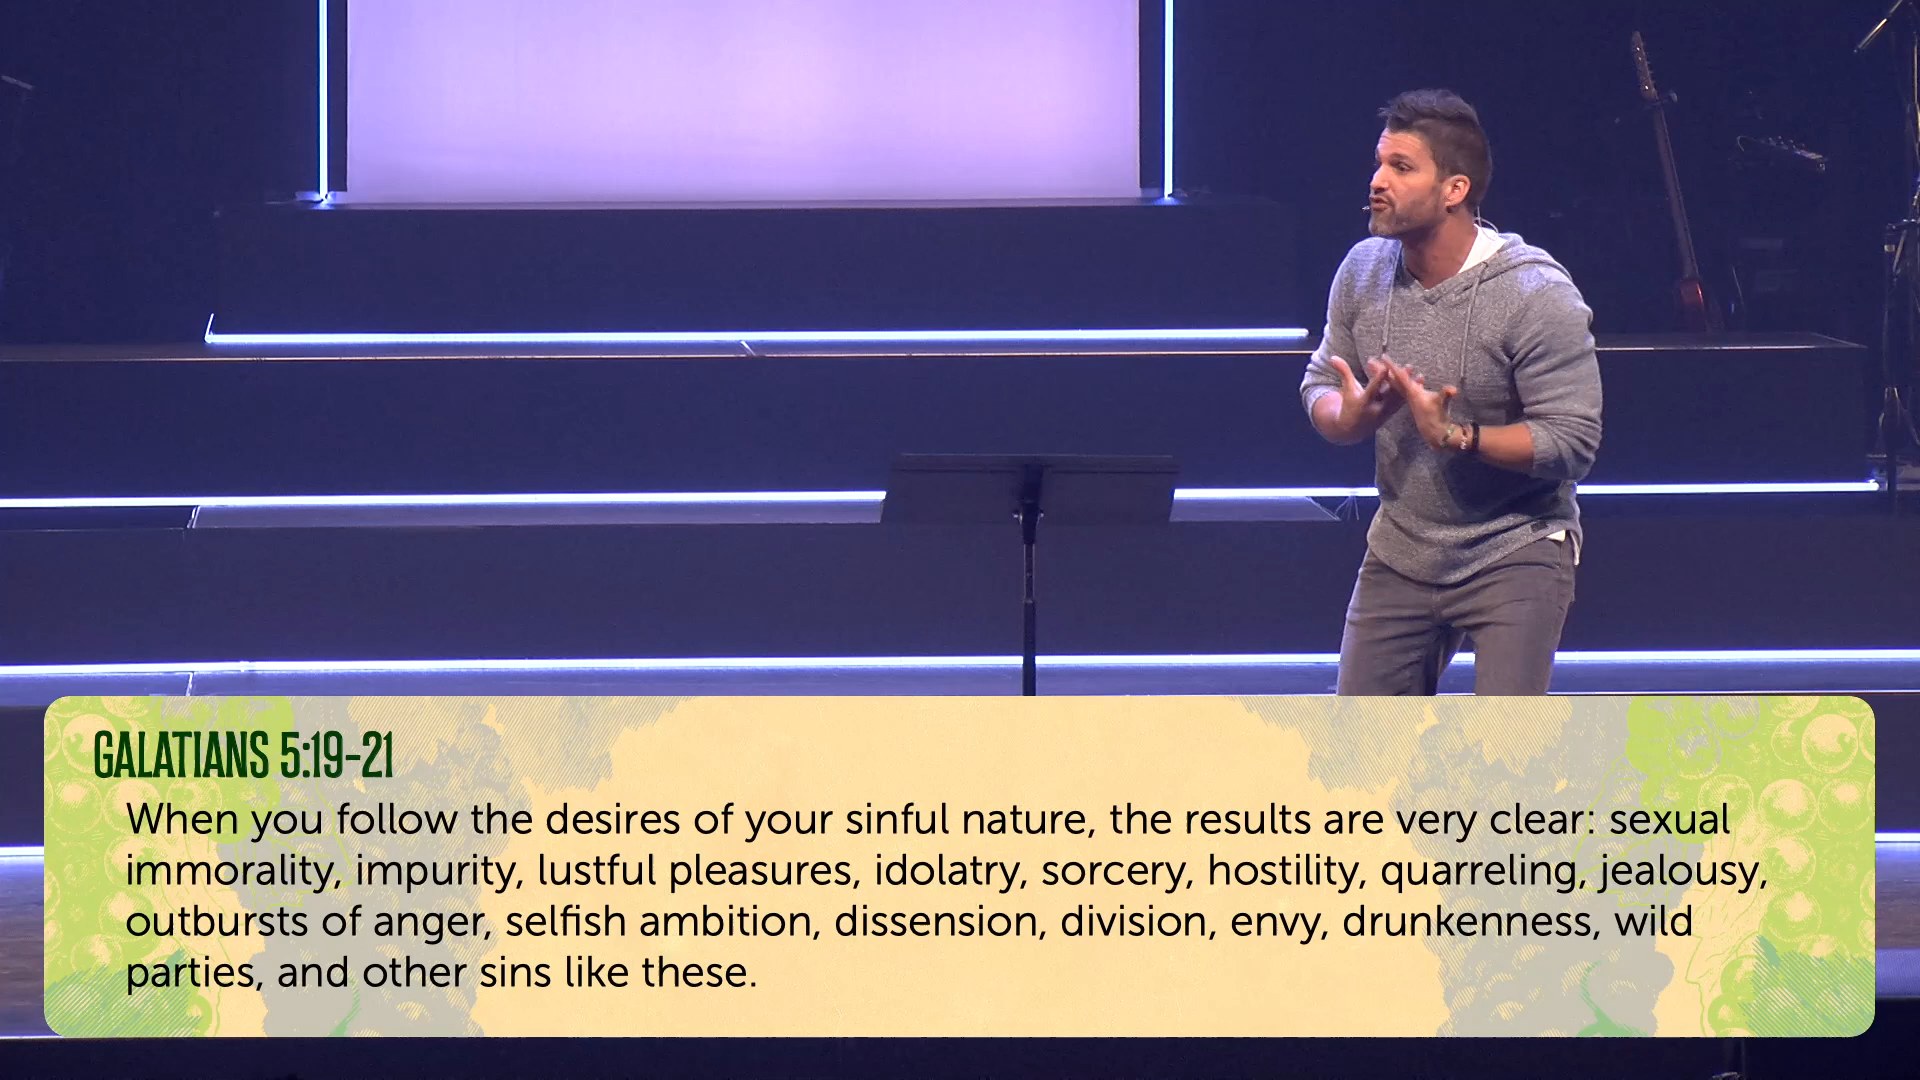 GALATIANS 5:19-21
When you follow the desires of your sinful nature, the results are very clear: sexual
immorality, impurity, lustful pleasures, idolatry, sorcery, hostility, quarreling, jealousy,
outbursts of anger, selfish ambition, dissension, division, envy, drunkenness, wild
parties, and other sins like these.